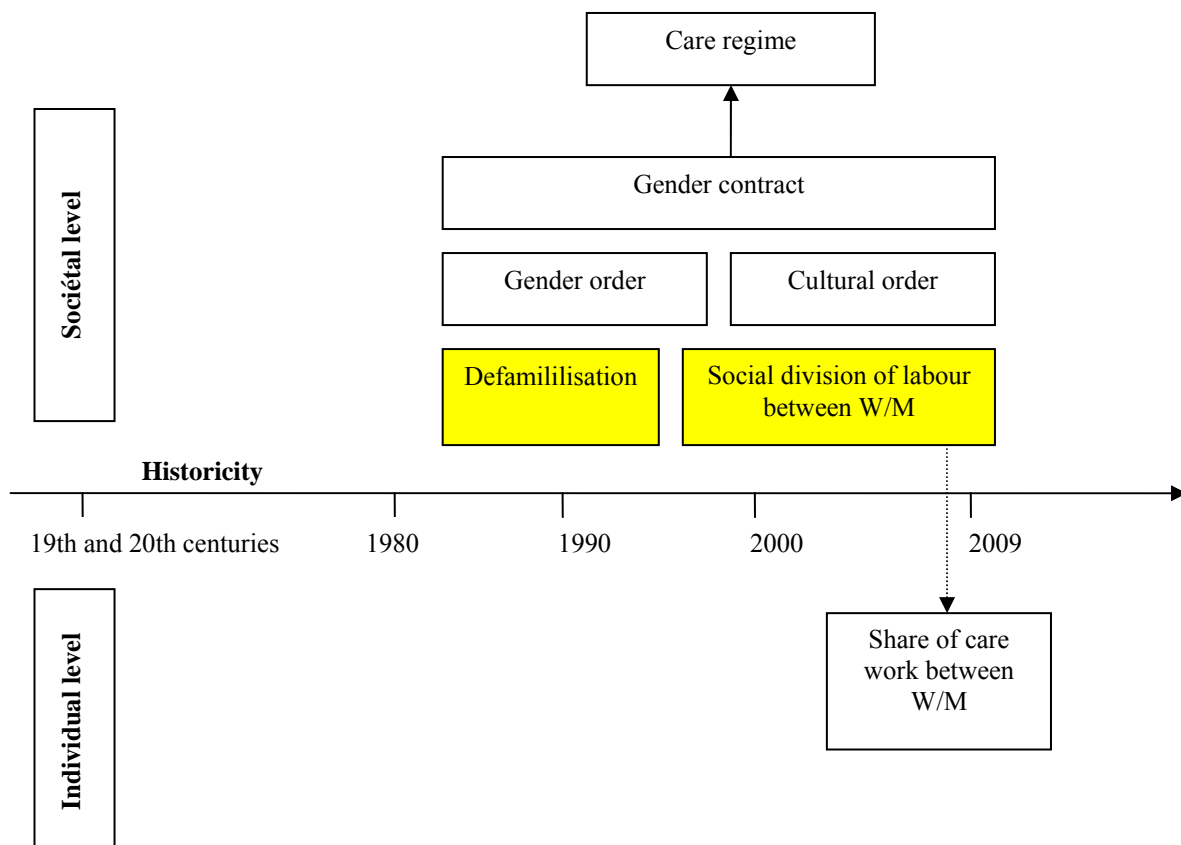 Care regime
Sociétal level
Gender contract
Gender order
Cultural order
Defamililisation
Social division of labour
between W/M
Historicity
19th and 20th centuries
1980
1990
2000
2009
Individual level
Share of care
work between
W/M